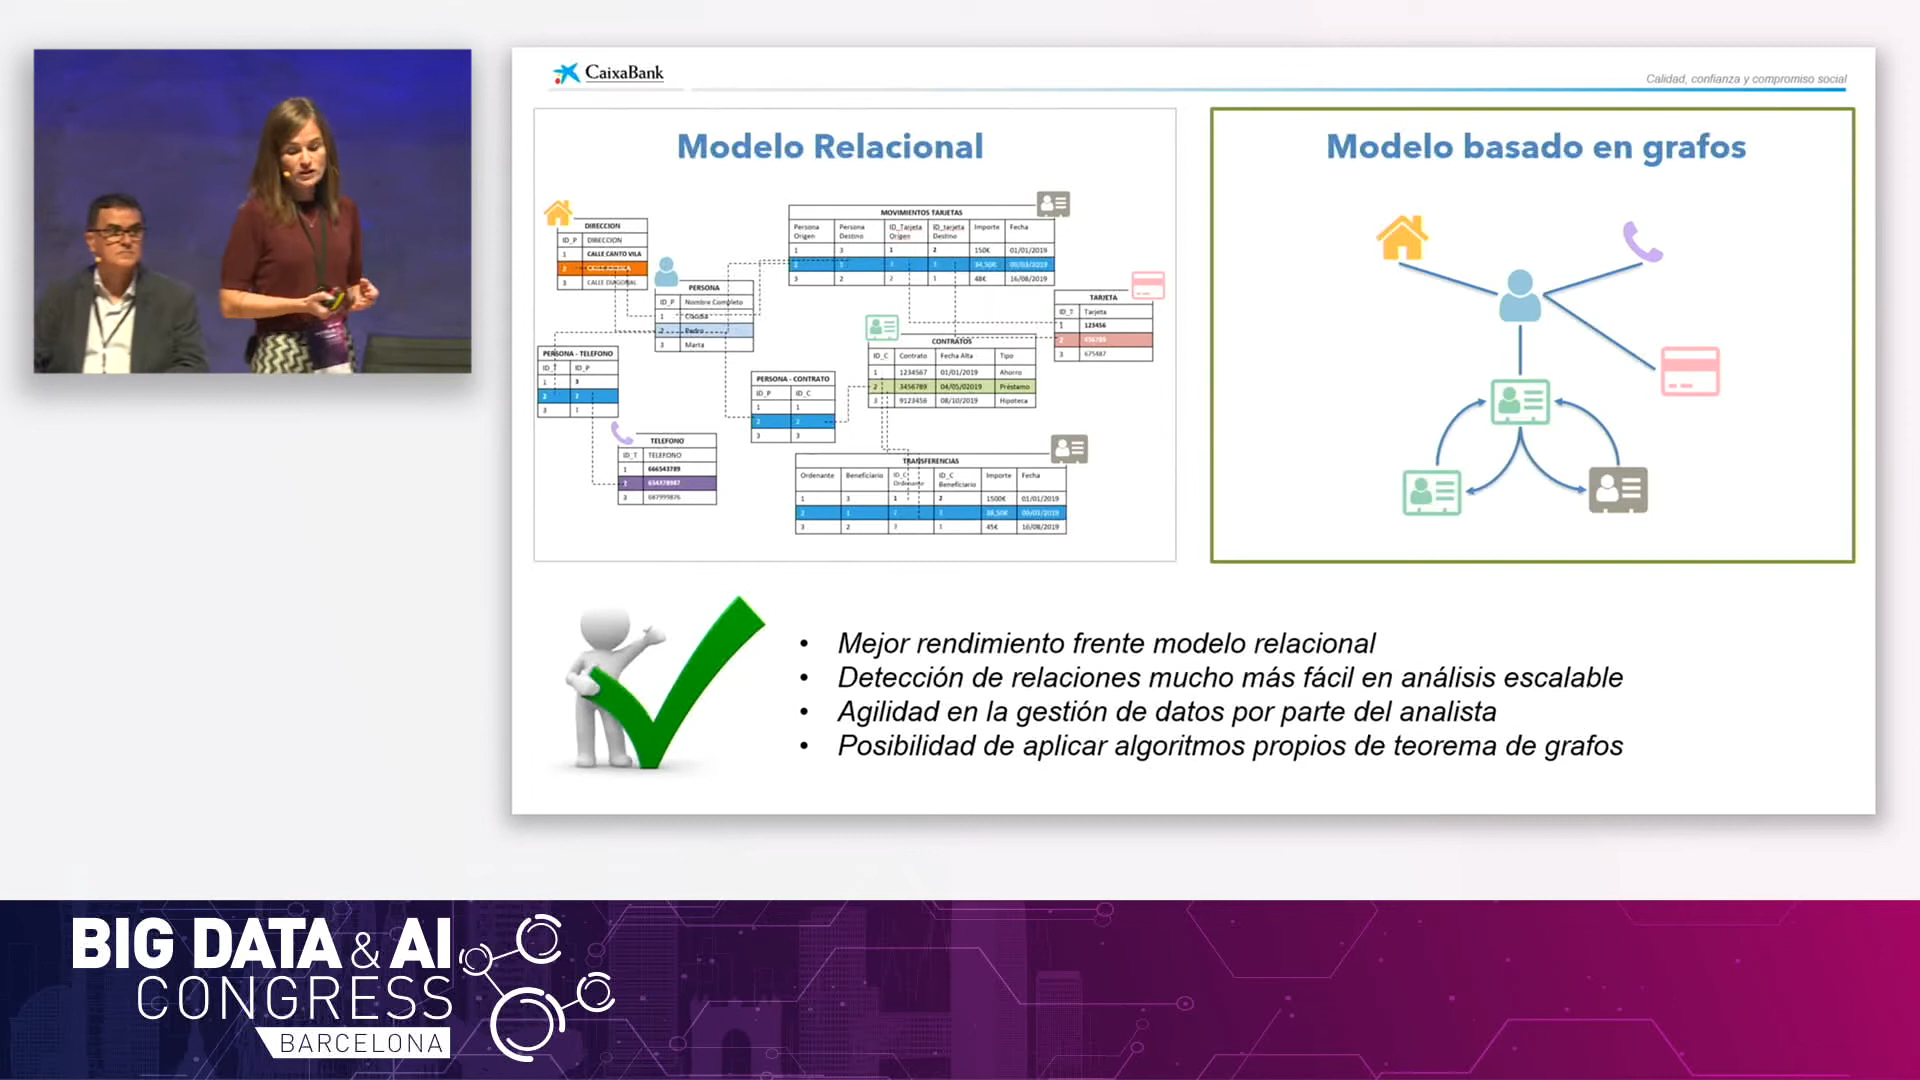 CaixaBank
Calidad, confianza y compromiso social
Modelo Relacional
DIRECCION
ID_P DIRECCION
1 CALLE CANTO VILA
2
3 CALLE DIAGONAL
PERSONA
ID_P Nombre Completo
1 Claudia
2 Pedro
3 Marta
PERSONA - TELEFONO
ID_T ID_P
1 3
2 2
3 1
TELEFONO
ID_T TELEFONO
1 666543789
2 654378987
3 687999876
MOVIMIENTOS TARJETAS
Persona Origen Persona Destino ID_Tarjeta Origen ID_tarjeta Destino Importe Fecha
1 3 1 2 150€ 01/01/2019
2 1 34,50€
3 2 2 1 48€ 16/08/2019
TARJETA
ID_T Tarjeta
1 123456
2 456789
3 675487
CONTRATOS
ID_C Contrato Fecha Alta Tipo
1 1234567 01/01/2019 Ahorro
2 3456789 04/05/02019 Préstamo
3 9123456 08/10/2019 Hipoteca
PERSONA - CONTRATO
ID_P ID_C
1 1
2 2
3 3
TRANSFERENCIAS
Ordenante Beneficiario ID_C Ordenante ID_C Beneficiario Importe Fecha
1 3 1 2 1500€ 01/01/2019
2 1 2 3 38,50€ 09/03/2019
3 2 3 1 45€ 16/08/2019
Modelo basado en grafos
• Mejor rendimiento frente modelo relacional
• Detección de relaciones mucho más fácil en análisis escalable
• Agilidad en la gestión de datos por parte del analista
• Posibilidad de aplicar algoritmos propios de teorema de grafos
BIG DATA & AI
CONGRESS
BARCELONA